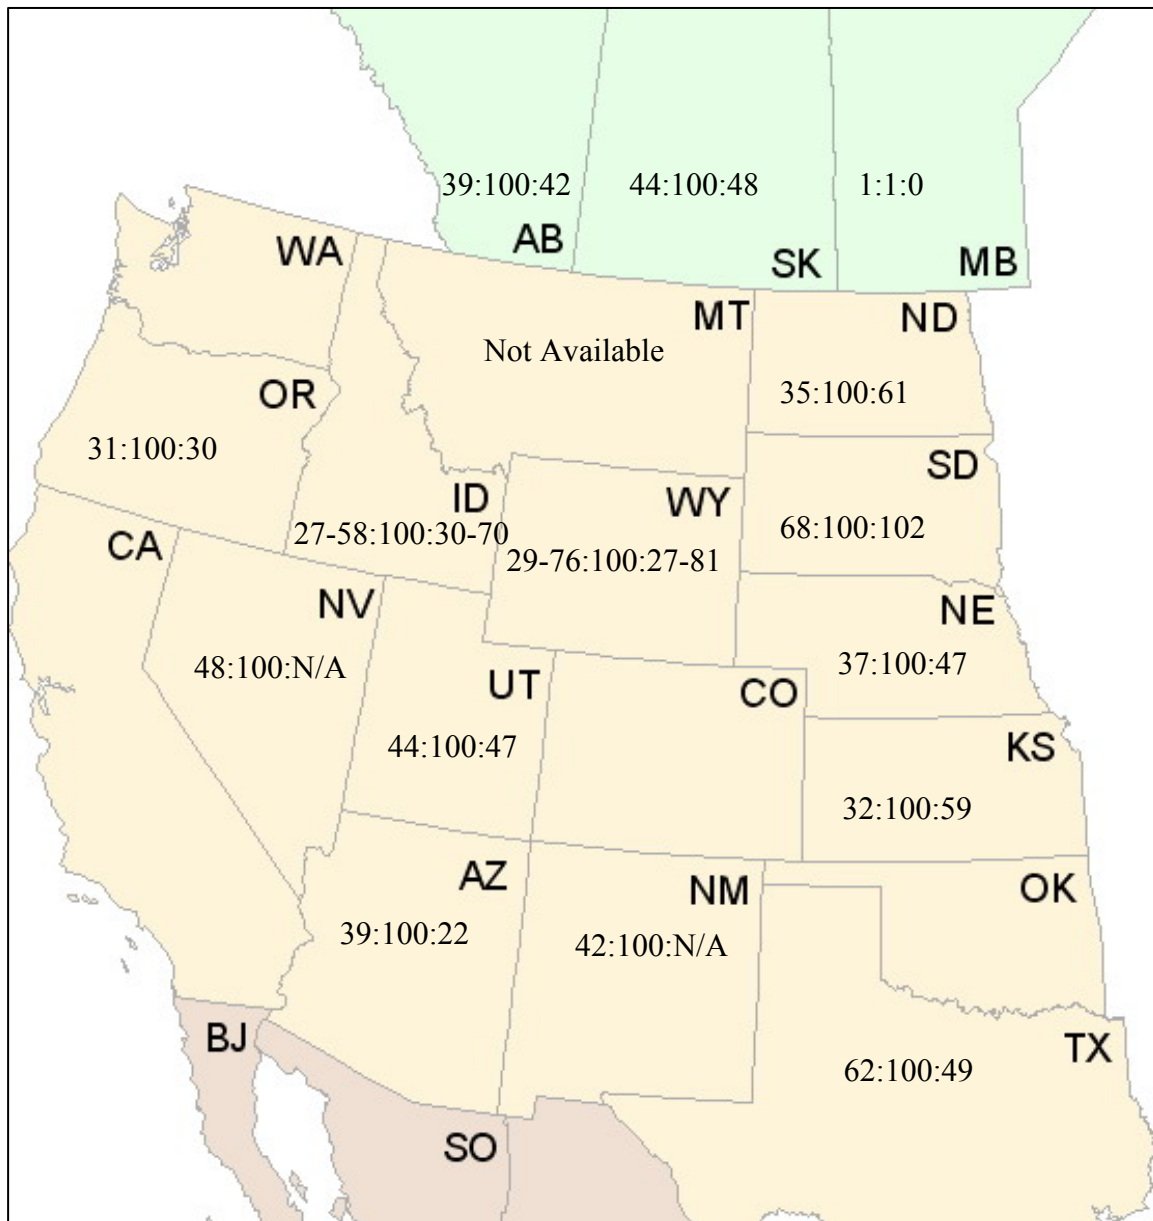 39:100:42
44:100:48
1:1:0
AB
SK
MB
WA
MT
ND
Not Available
OR
35:100:61
31:100:30
SD
ID
WY
27-58:100:30-70
29-76:100:27-81
68:100:102
CA
NV
NE
48:100:N/A
37:100:47
UT
CO
44:100:47
KS
32:100:59
AZ
NM
OK
39:100:22
42:100:N/A
BJ
TX
62:100:49
SO